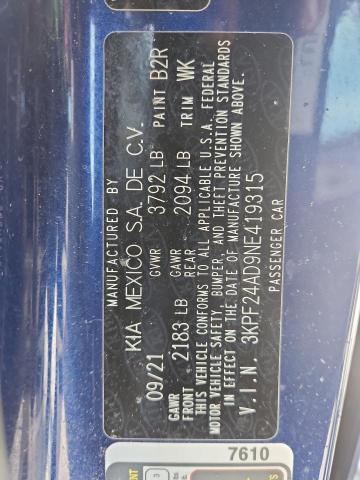 MANUFACTURED BY
KIA MEXICO S.A. DE C.V.
09/21 GVWR 3792 LB PAINT B2R
GAWR FRONT 2183 LB GAWR REAR 2094 LB TRIM WK
THIS VEHICLE CONFORMS TO ALL APPLICABLE U.S.A. FEDERAL
MOTOR VEHICLE SAFETY, BUMPER, AND THEFT PREVENTION STANDARDS
IN EFFECT ON THE DATE OF MANUFACTURE SHOWN ABOVE.
V.I.N. 3KPF24AD9NE419315
PASSENGER CAR
7610